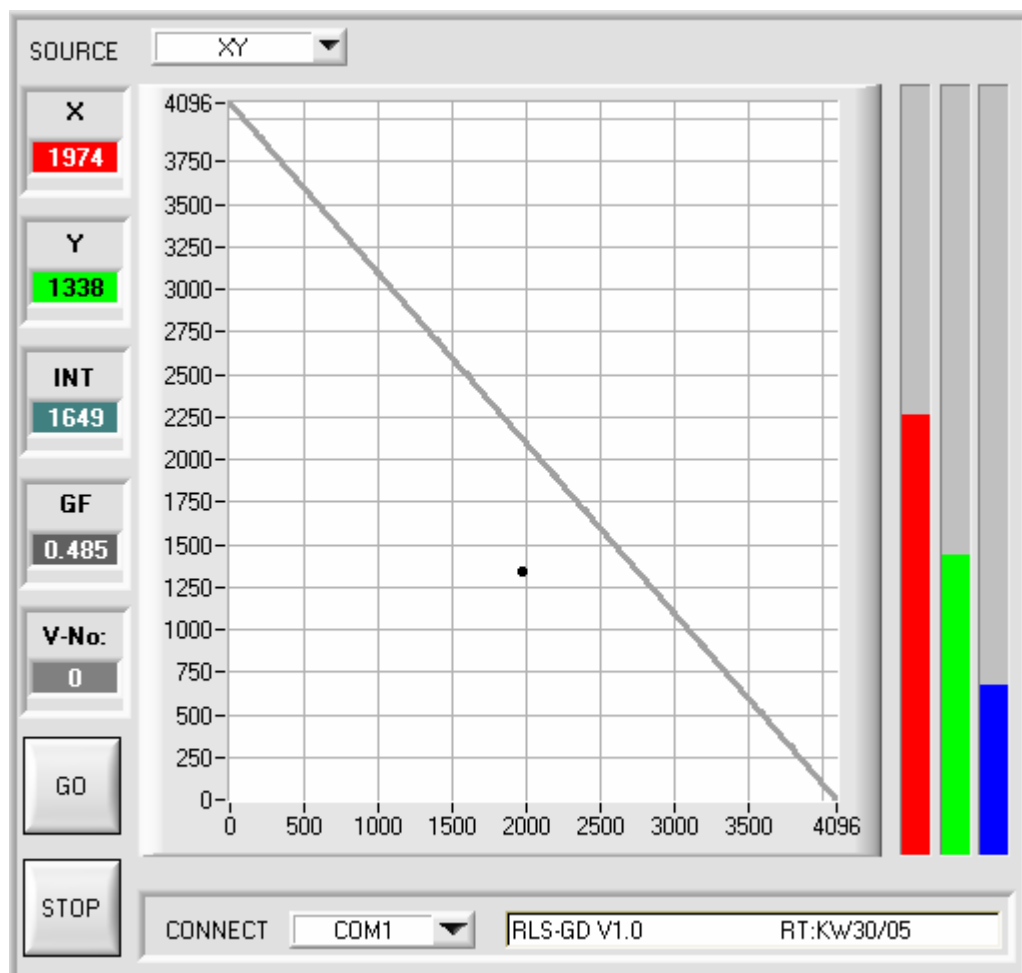 SOURCE XY
X
1974
Y
1338
INT
1649
GF
0.485
V-No:
0
GO
STOP
4096
3750
3500
3250
3000
2750
2500
2250
2000
1750
1500
1250
1000
750
500
250
0
0 500 1000 1500 2000 2500 3000 3500 4096
CONNECT COM1 RLS-GD V1.0 RT:KW30/05